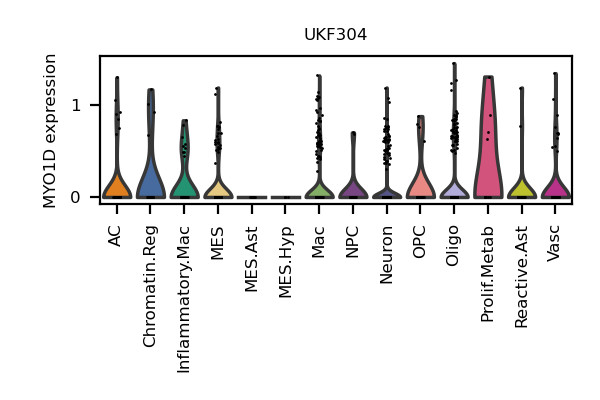 UKF304
MYO1D expression
1
0
AC
Chromatin.Reg
Inflammatory.Mac
MES
MES.Ast
MES.Hyp
Mac
NPC
Neuron
OPC
Oligo
Prolif.Metab
Reactive.Ast
Vasc